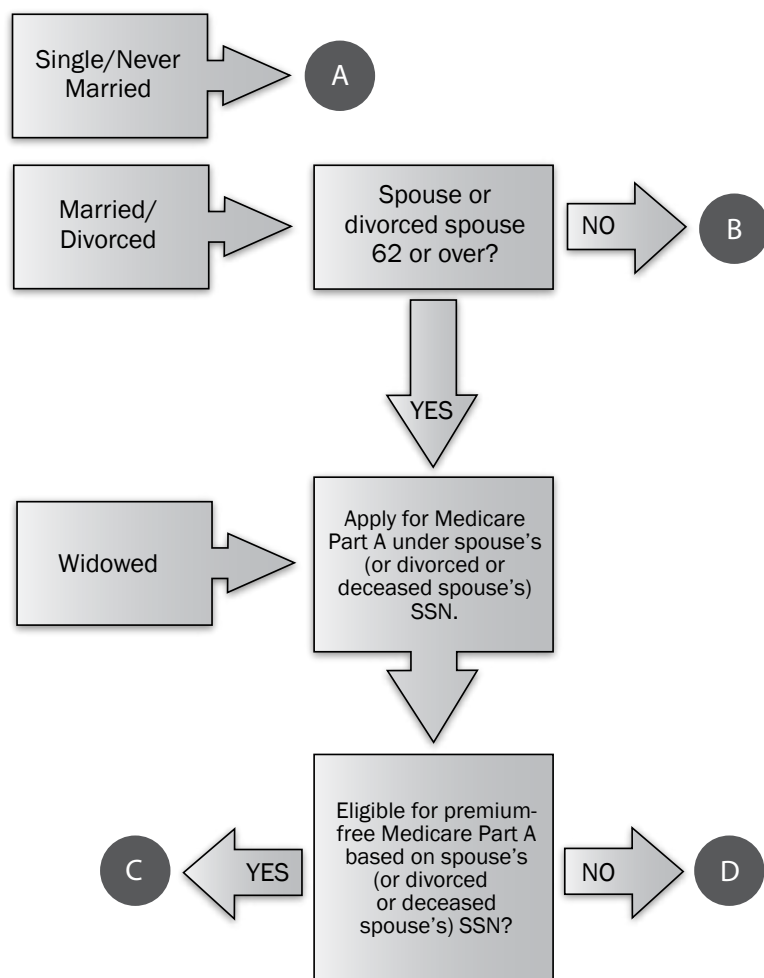 Single/Never
Married
A
Married/
Divorced
Spouse or
divorced spouse
62 or over?
NO
B
YES
Widowed
Apply for Medicare
Part A under spouse's
(or divorced or
deceased spouse's)
SSN.
C
YES
Eligible for premium-
free Medicare Part A
based on spouse's
(or divorced
or deceased
spouse's) SSN?
NO
D